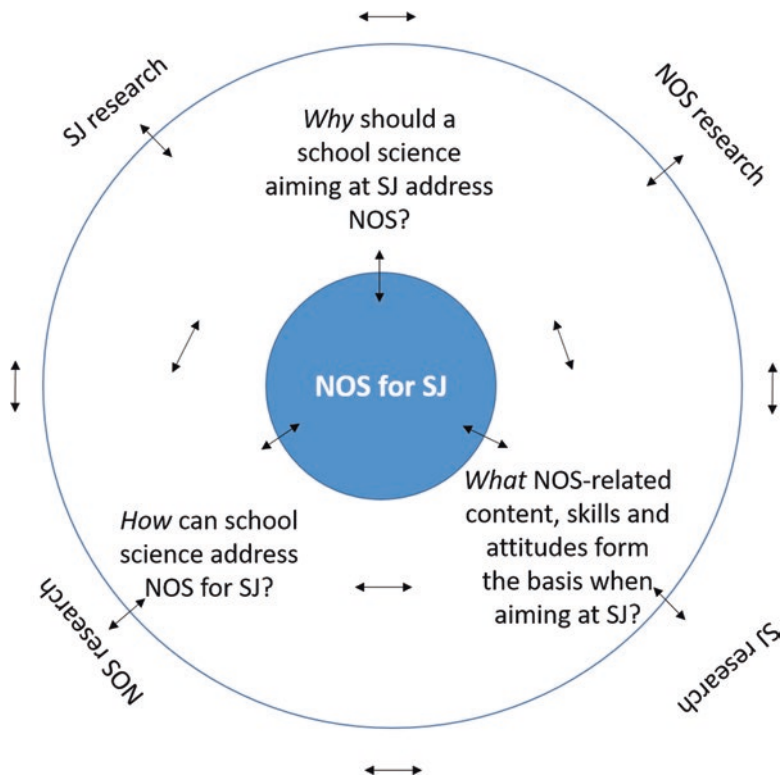 SJ research
NOS research
Why should a
school science
aiming at SJ address
NOS?
NOS for SJ
How can school
science address
NOS for SJ?
What NOS-related
content, skills and
attitudes form
the basis when
aiming at SJ?
NOS research
SJ research